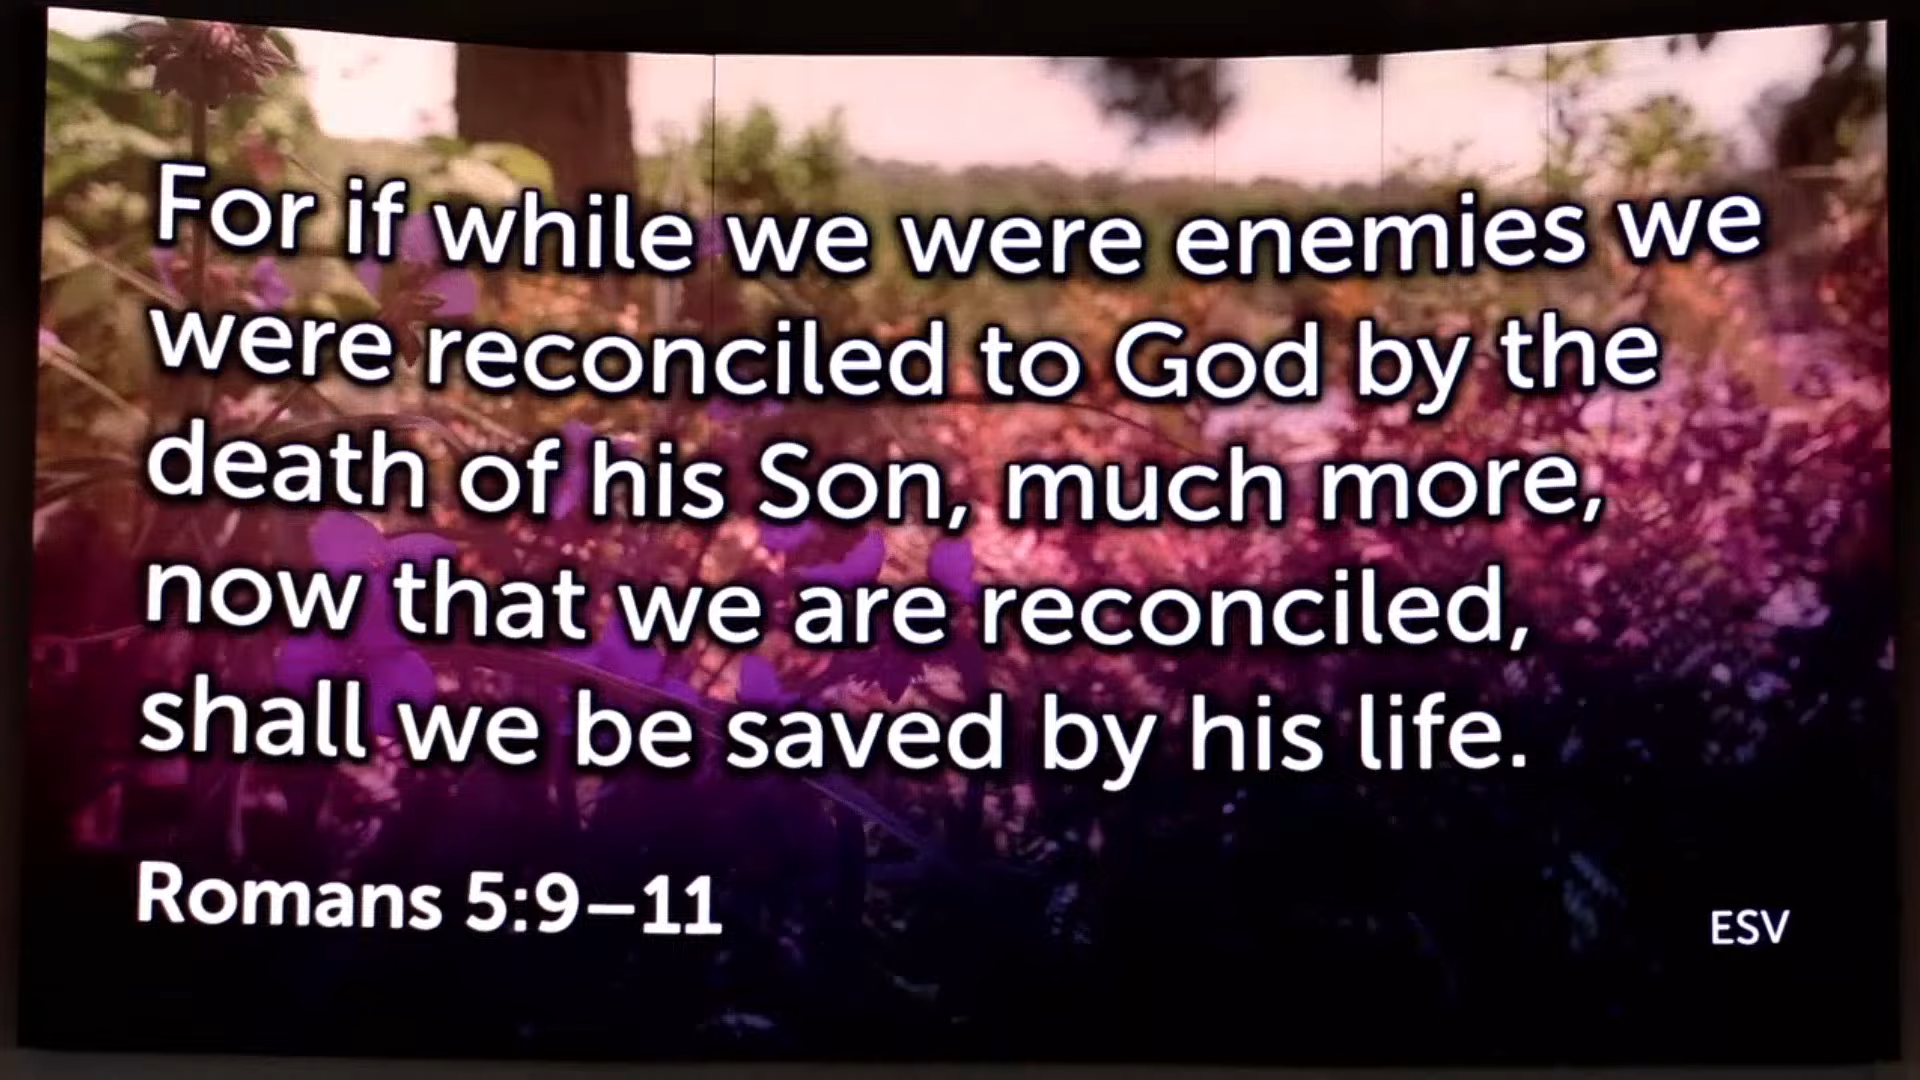 For if while we were enemies we
were reconciled to God by the
death of his Son, much more,
now that we are reconciled,
shall we be saved by his life.
Romans 5:9–11
ESV